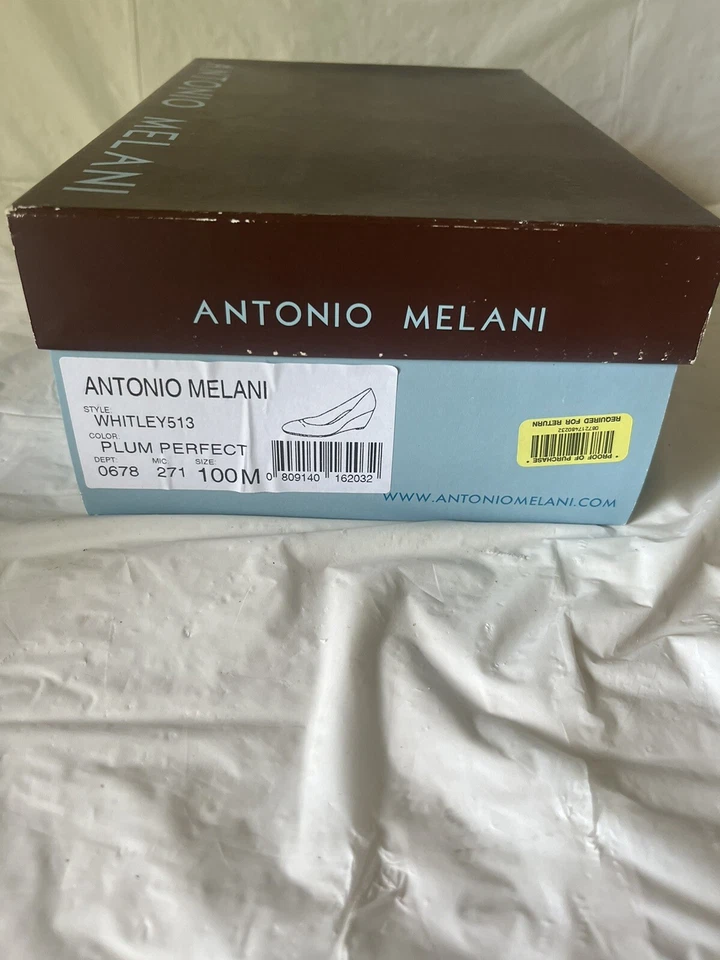 ANTONIO MELANI
ANTONIO MELANI
ANTONIO MELANI
STYLE
WHITLEY513
COLOR:
PLUM PERFECT
DEPT: MIC: SIZE:
0678 271 100M
0 809140 162032
* PROOF OF PURCHASE *
087217480232
REQUIRED FOR RETURN
WWW.ANTONIOMELANI.COM